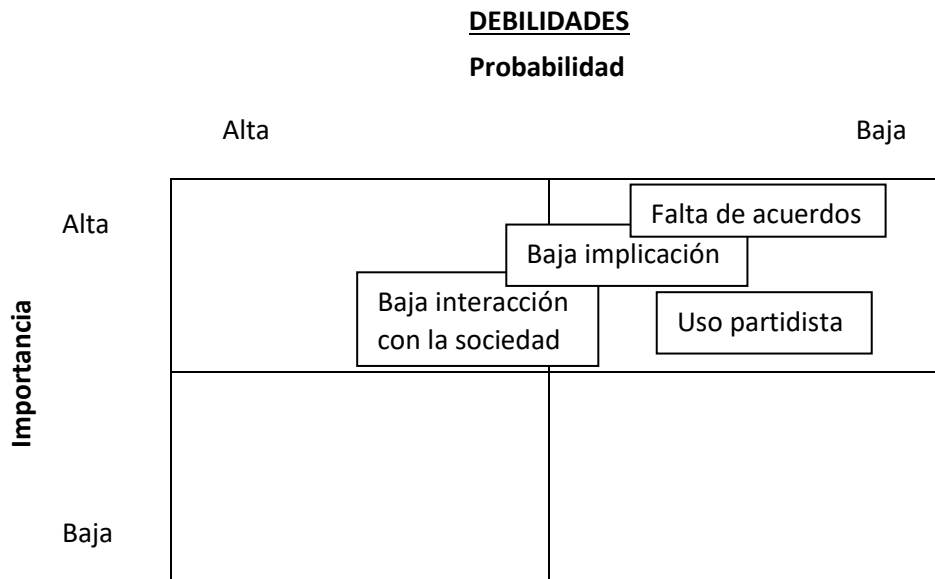 DEBILIDADES
Probabilidad
Alta
Baja
Alta
Falta de acuerdos
Baja implicación
Baja interacción
con la sociedad
Uso partidista
Importancia
Baja